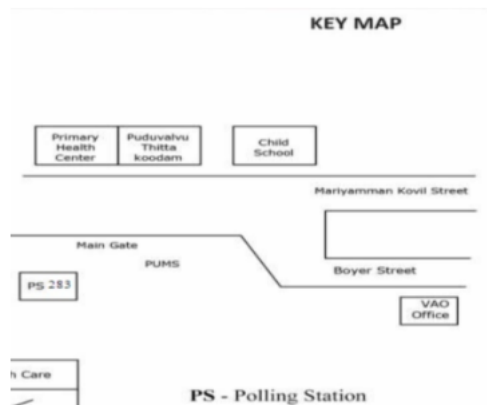 KEY MAP
Primary
Health
Center
Puduvalvu
Thitta
koodam
Child
School
Mariyamman Kovil Street
Main Gate
PUMS
Boyer Street
PS 283
VAO
Office
h Care
PS - Polling Station